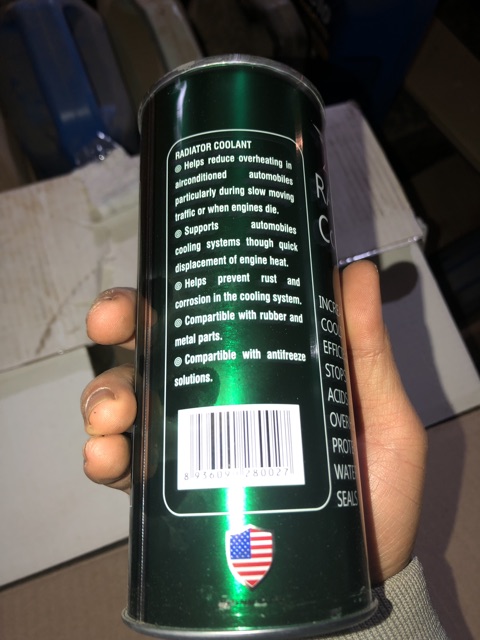 RADIATOR COOLANT
◎ Helps reduce overheating in
airconditioned automobiles
particularly during slow moving
traffic or when engines die.
◎ Supports automobiles
cooling systems though quick
displacement of engine heat.
◎ Helps prevent rust and
corrosion in the cooling system.
◎ Compartible with rubber and
metal parts.
◎ Compartible with antifreeze
solutions.